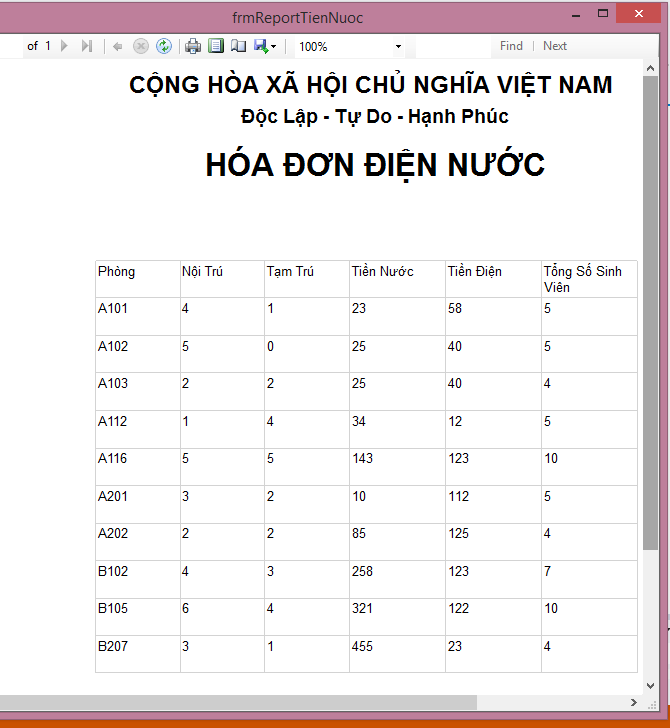 frmReportTienNuoc
of 1 100% Find | Next
CỘNG HÒA XÃ HỘI CHỦ NGHĨA VIỆT NAM
Độc Lập - Tự Do - Hạnh Phúc
HÓA ĐƠN ĐIỆN NƯỚC
Phòng Nội Trú Tạm Trú Tiền Nước Tiền Điện Tổng Số Sinh
Viên
A101 4 1 23 58 5
A102 5 0 25 40 5
A103 2 2 25 40 4
A112 1 4 34 12 5
A116 5 5 143 123 10
A201 3 2 10 112 5
A202 2 2 85 125 4
B102 4 3 258 123 7
B105 6 4 321 122 10
B207 3 1 455 23 4